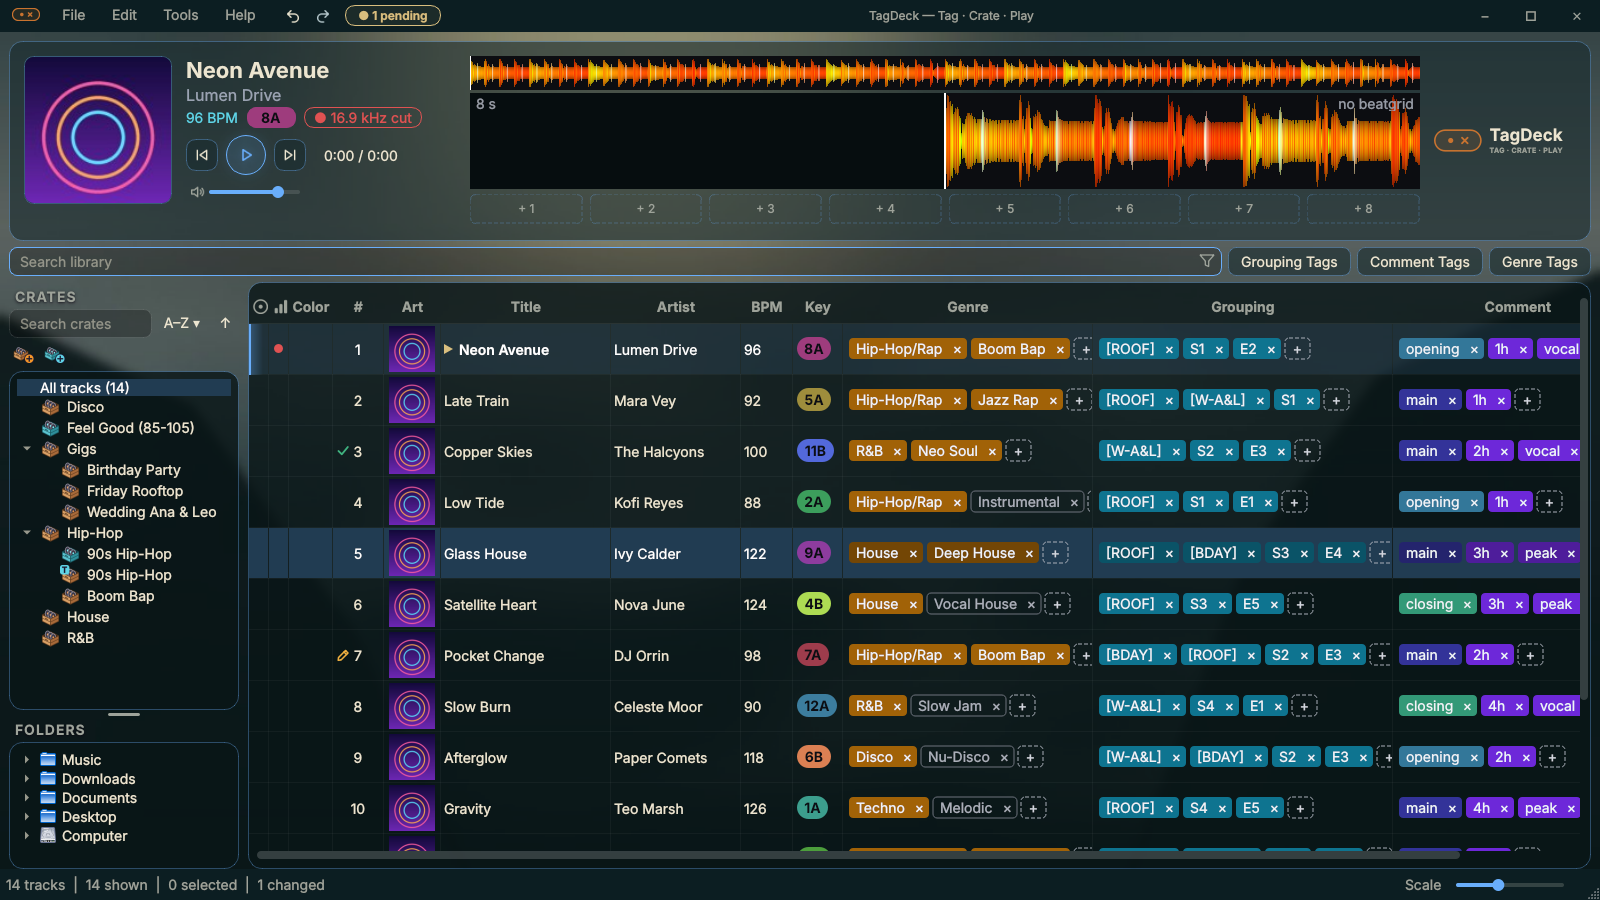 File Edit Tools Help 1 pending TagDeck — Tag · Crate · Play
Neon Avenue
Lumen Drive
96 BPM 8A 16.9 kHz cut
0:00 / 0:00
8 s no beatgrid
+ 1 + 2 + 3 + 4 + 5 + 6 + 7 + 8
TagDeck
TAG · CRATE · PLAY
Search library Grouping Tags Comment Tags Genre Tags
CRATES
Search crates A–Z ▾
All tracks (14)
Disco
Feel Good (85-105)
Gigs
Birthday Party
Friday Rooftop
Wedding Ana & Leo
Hip-Hop
90s Hip-Hop
90s Hip-Hop
Boom Bap
House
R&B
FOLDERS
Music
Downloads
Documents
Desktop
Computer
Color # Art Title Artist BPM Key Genre Grouping Comment
1 Neon Avenue Lumen Drive 96 8A Hip-Hop/Rap × Boom Bap × + [ROOF] × S1 × E2 × + opening × 1h × vocal
2 Late Train Mara Vey 92 5A Hip-Hop/Rap × Jazz Rap × + [ROOF] × [W-A&L] × S1 × + main × 1h × +
3 Copper Skies The Halcyons 100 11B R&B × Neo Soul × + [W-A&L] × S2 × E3 × + main × 2h × vocal ×
4 Low Tide Kofi Reyes 88 2A Hip-Hop/Rap × Instrumental × [ROOF] × S1 × E1 × + opening × 1h × +
5 Glass House Ivy Calder 122 9A House × Deep House × + [ROOF] × [BDAY] × S3 × E4 × + main × 3h × peak ×
6 Satellite Heart Nova June 124 4B House × Vocal House × + [ROOF] × S3 × E5 × + closing × 3h × peak
7 Pocket Change DJ Orrin 98 7A Hip-Hop/Rap × Boom Bap × + [BDAY] × [ROOF] × S2 × E3 × + main × 2h × +
8 Slow Burn Celeste Moor 90 12A R&B × Slow Jam × + [W-A&L] × S4 × E1 × + closing × 4h × vocal
9 Afterglow Paper Comets 118 6B Disco × Nu-Disco × + [W-A&L] × [BDAY] × S2 × E3 × + opening × 2h × +
10 Gravity Teo Marsh 126 1A Techno × Melodic × + [ROOF] × S4 × E5 × + main × 4h × peak ×
14 tracks | 14 shown | 0 selected | 1 changed Scale